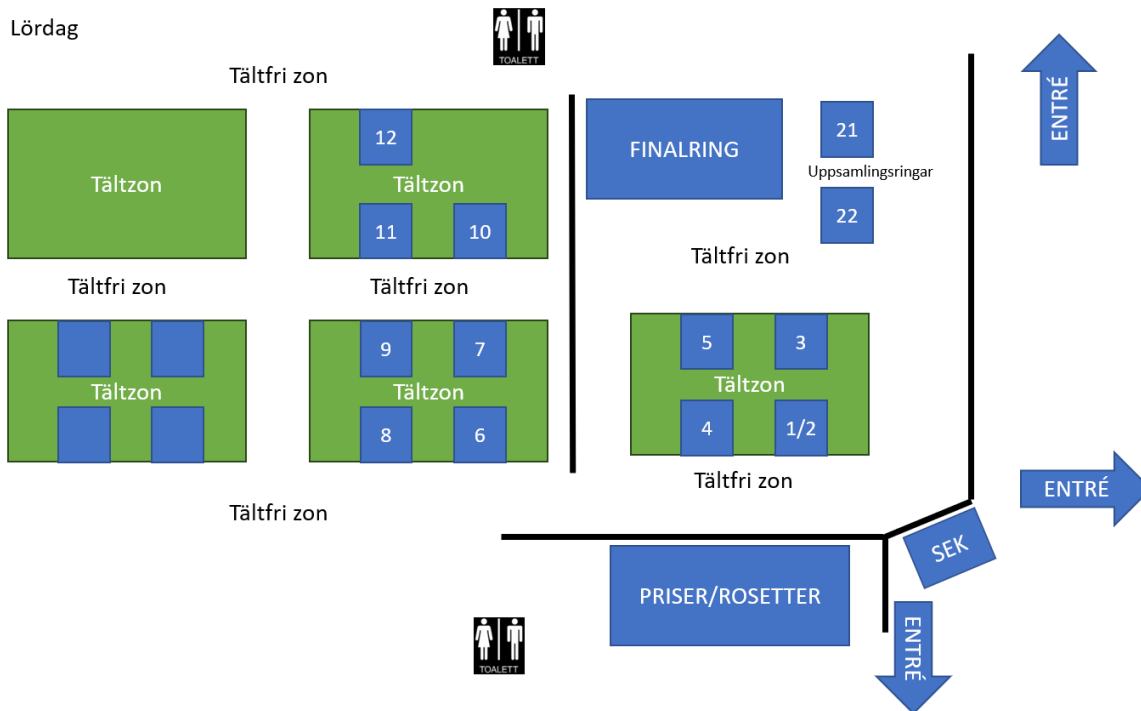 Lördag
TOALETT
Tältfri zon
ENTRÉ
12
FINALRING
21
Tältzon
Tältzon
Uppsamlingsringar
11
10
22
Tältfri zon
Tältfri zon
Tältfri zon
9
7
5
3
Tältzon
Tältzon
Tältzon
8
6
4
1/2
Tältfri zon
ENTRÉ
Tältfri zon
SEK
PRISER/ROSETTER
ENTRÉ
TOALETT